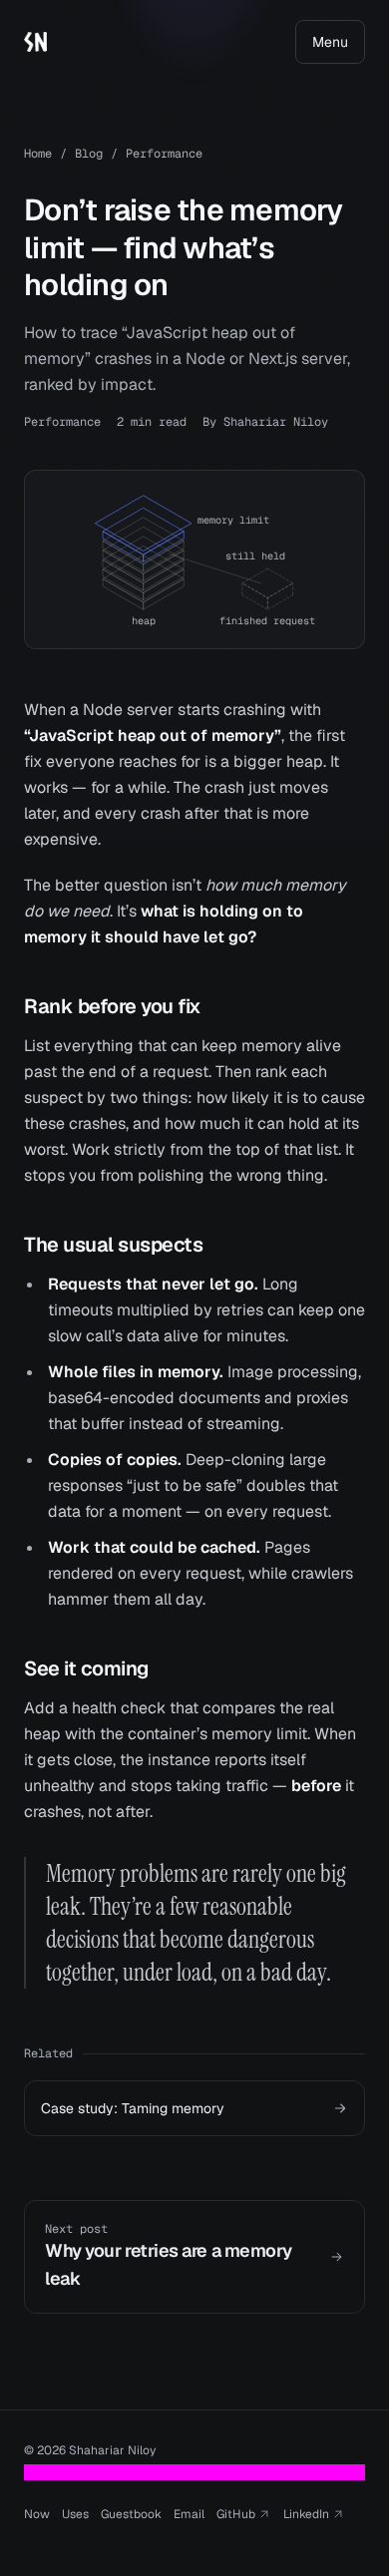 SN
Menu
Home / Blog / Performance
Don’t raise the memory
limit — find what’s
holding on
How to trace “JavaScript heap out of
memory” crashes in a Node or Next.js server,
ranked by impact.
Performance 2 min read By Shahariar Niloy
memory limit
still held
heap
finished request
When a Node server starts crashing with
“JavaScript heap out of memory”, the first
fix everyone reaches for is a bigger heap. It
works — for a while. The crash just moves
later, and every crash after that is more
expensive.
The better question isn’t how much memory
do we need. It’s what is holding on to
memory it should have let go?
Rank before you fix
List everything that can keep memory alive
past the end of a request. Then rank each
suspect by two things: how likely it is to cause
these crashes, and how much it can hold at its
worst. Work strictly from the top of that list. It
stops you from polishing the wrong thing.
The usual suspects
• Requests that never let go. Long
timeouts multiplied by retries can keep one
slow call’s data alive for minutes.
• Whole files in memory. Image processing,
base64-encoded documents and proxies
that buffer instead of streaming.
• Copies of copies. Deep-cloning large
responses “just to be safe” doubles that
data for a moment — on every request.
• Work that could be cached. Pages
rendered on every request, while crawlers
hammer them all day.
See it coming
Add a health check that compares the real
heap with the container’s memory limit. When
it gets close, the instance reports itself
unhealthy and stops taking traffic — before it
crashes, not after.
Memory problems are rarely one big
leak. They’re a few reasonable
decisions that become dangerous
together, under load, on a bad day.
Related
Case study: Taming memory →
Next post
Why your retries are a memory
leak →
© 2026 Shahariar Niloy
Now Uses Guestbook Email GitHub ↗ LinkedIn ↗